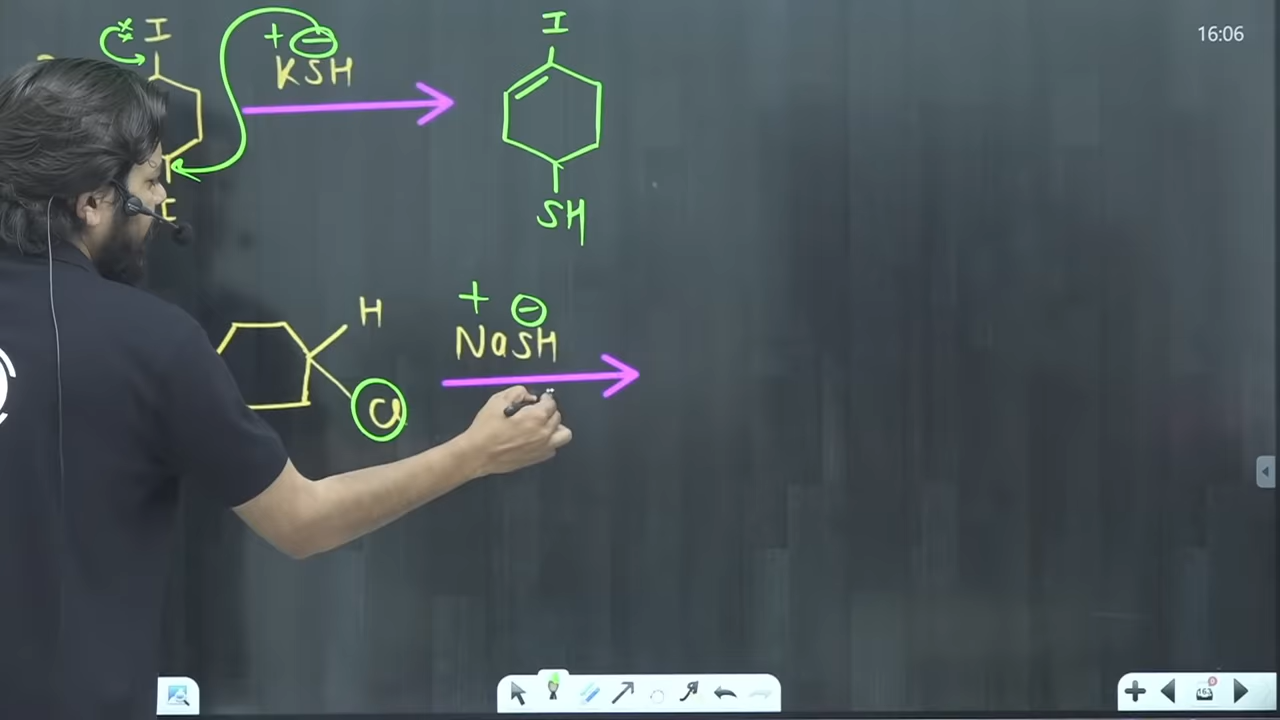 16:06
I
I
+ ⊖
KSH
I
SH
H
Cl
+ ⊖
NaSH